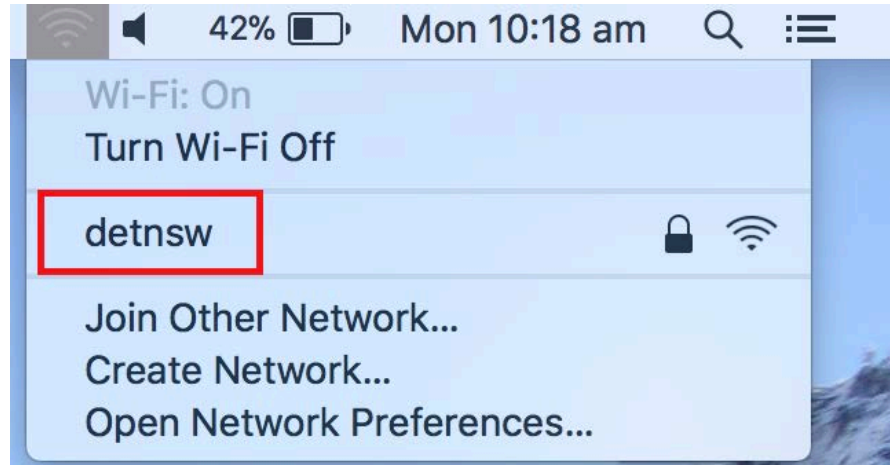 42% Mon 10:18 am
Wi-Fi: On
Turn Wi-Fi Off
detnsw
Join Other Network...
Create Network...
Open Network Preferences...